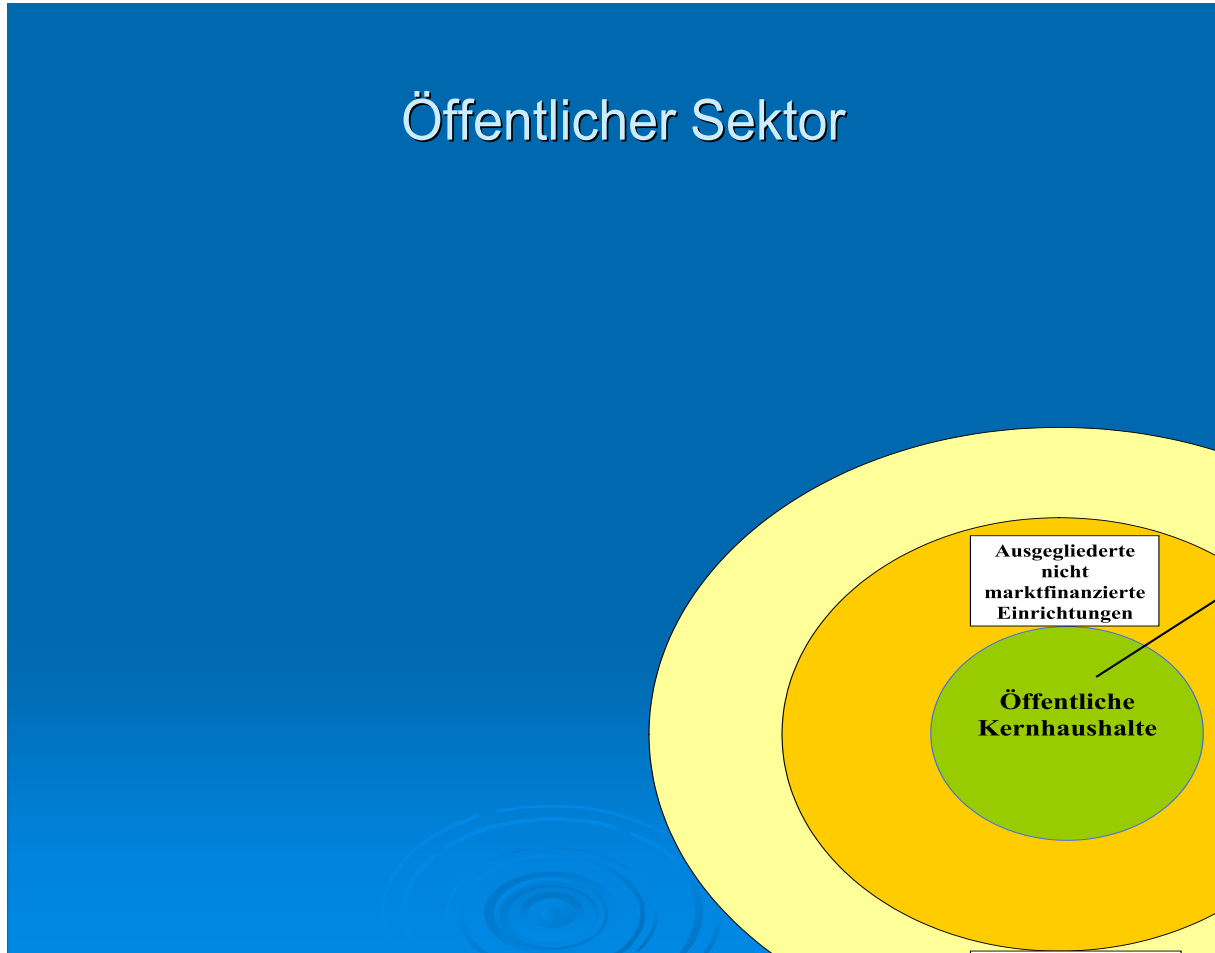 Öffentlicher Sektor
Ausgegliederte
nicht
marktfinanzierte
Einrichtungen
Öffentliche
Kernhaushalte